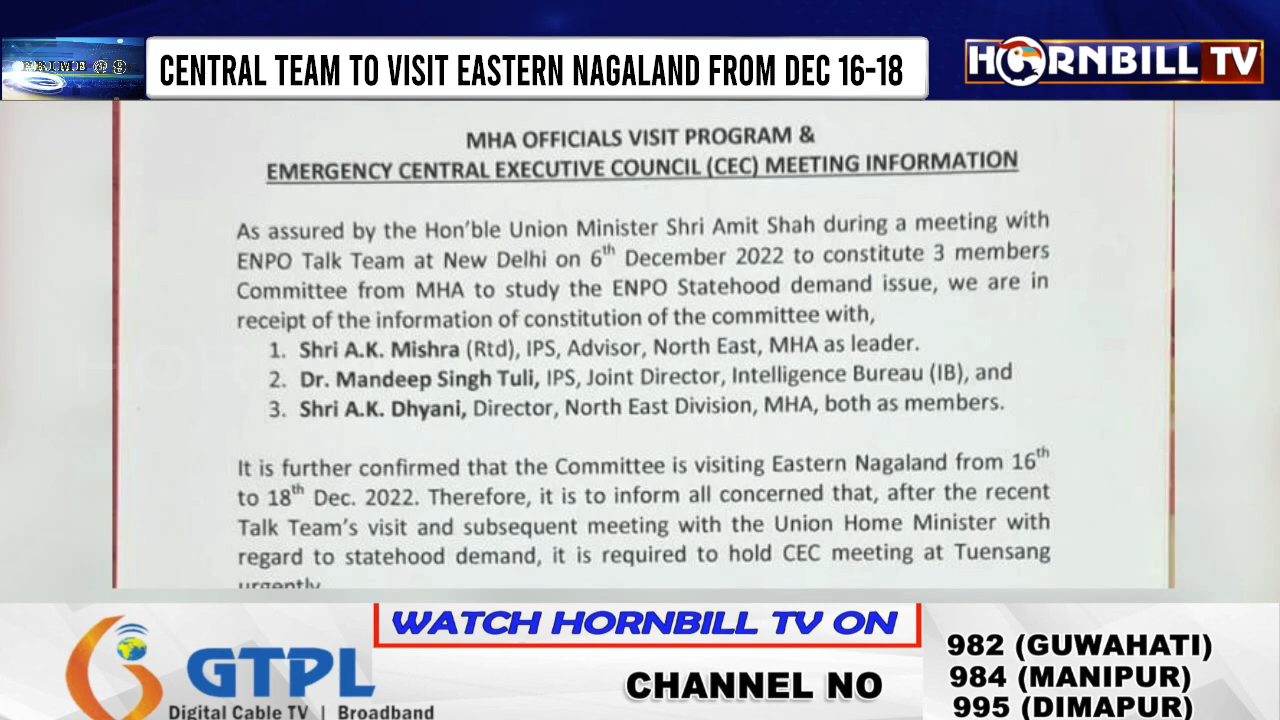 PRIME @ 9
CENTRAL TEAM TO VISIT EASTERN NAGALAND FROM DEC 16-18
HORNBILL TV
MHA OFFICIALS VISIT PROGRAM &
EMERGENCY CENTRAL EXECUTIVE COUNCIL (CEC) MEETING INFORMATION
As assured by the Hon'ble Union Minister Shri Amit Shah during a meeting with
ENPO Talk Team at New Delhi on 6th December 2022 to constitute 3 members
Committee from MHA to study the ENPO Statehood demand issue, we are in
receipt of the information of constitution of the committee with,
1. Shri A.K. Mishra (Rtd), IPS, Advisor, North East, MHA as leader.
2. Dr. Mandeep Singh Tuli, IPS, Joint Director, Intelligence Bureau (IB), and
3. Shri A.K. Dhyani, Director, North East Division, MHA, both as members.
It is further confirmed that the Committee is visiting Eastern Nagaland from 16th
to 18th Dec. 2022. Therefore, it is to inform all concerned that, after the recent
Talk Team's visit and subsequent meeting with the Union Home Minister with
regard to statehood demand, it is required to hold CEC meeting at Tuensang
urgently
WATCH HORNBILL TV ON
GTPL
Digital Cable TV | Broadband
CHANNEL NO
982 (GUWAHATI)
984 (MANIPUR)
995 (DIMAPUR)